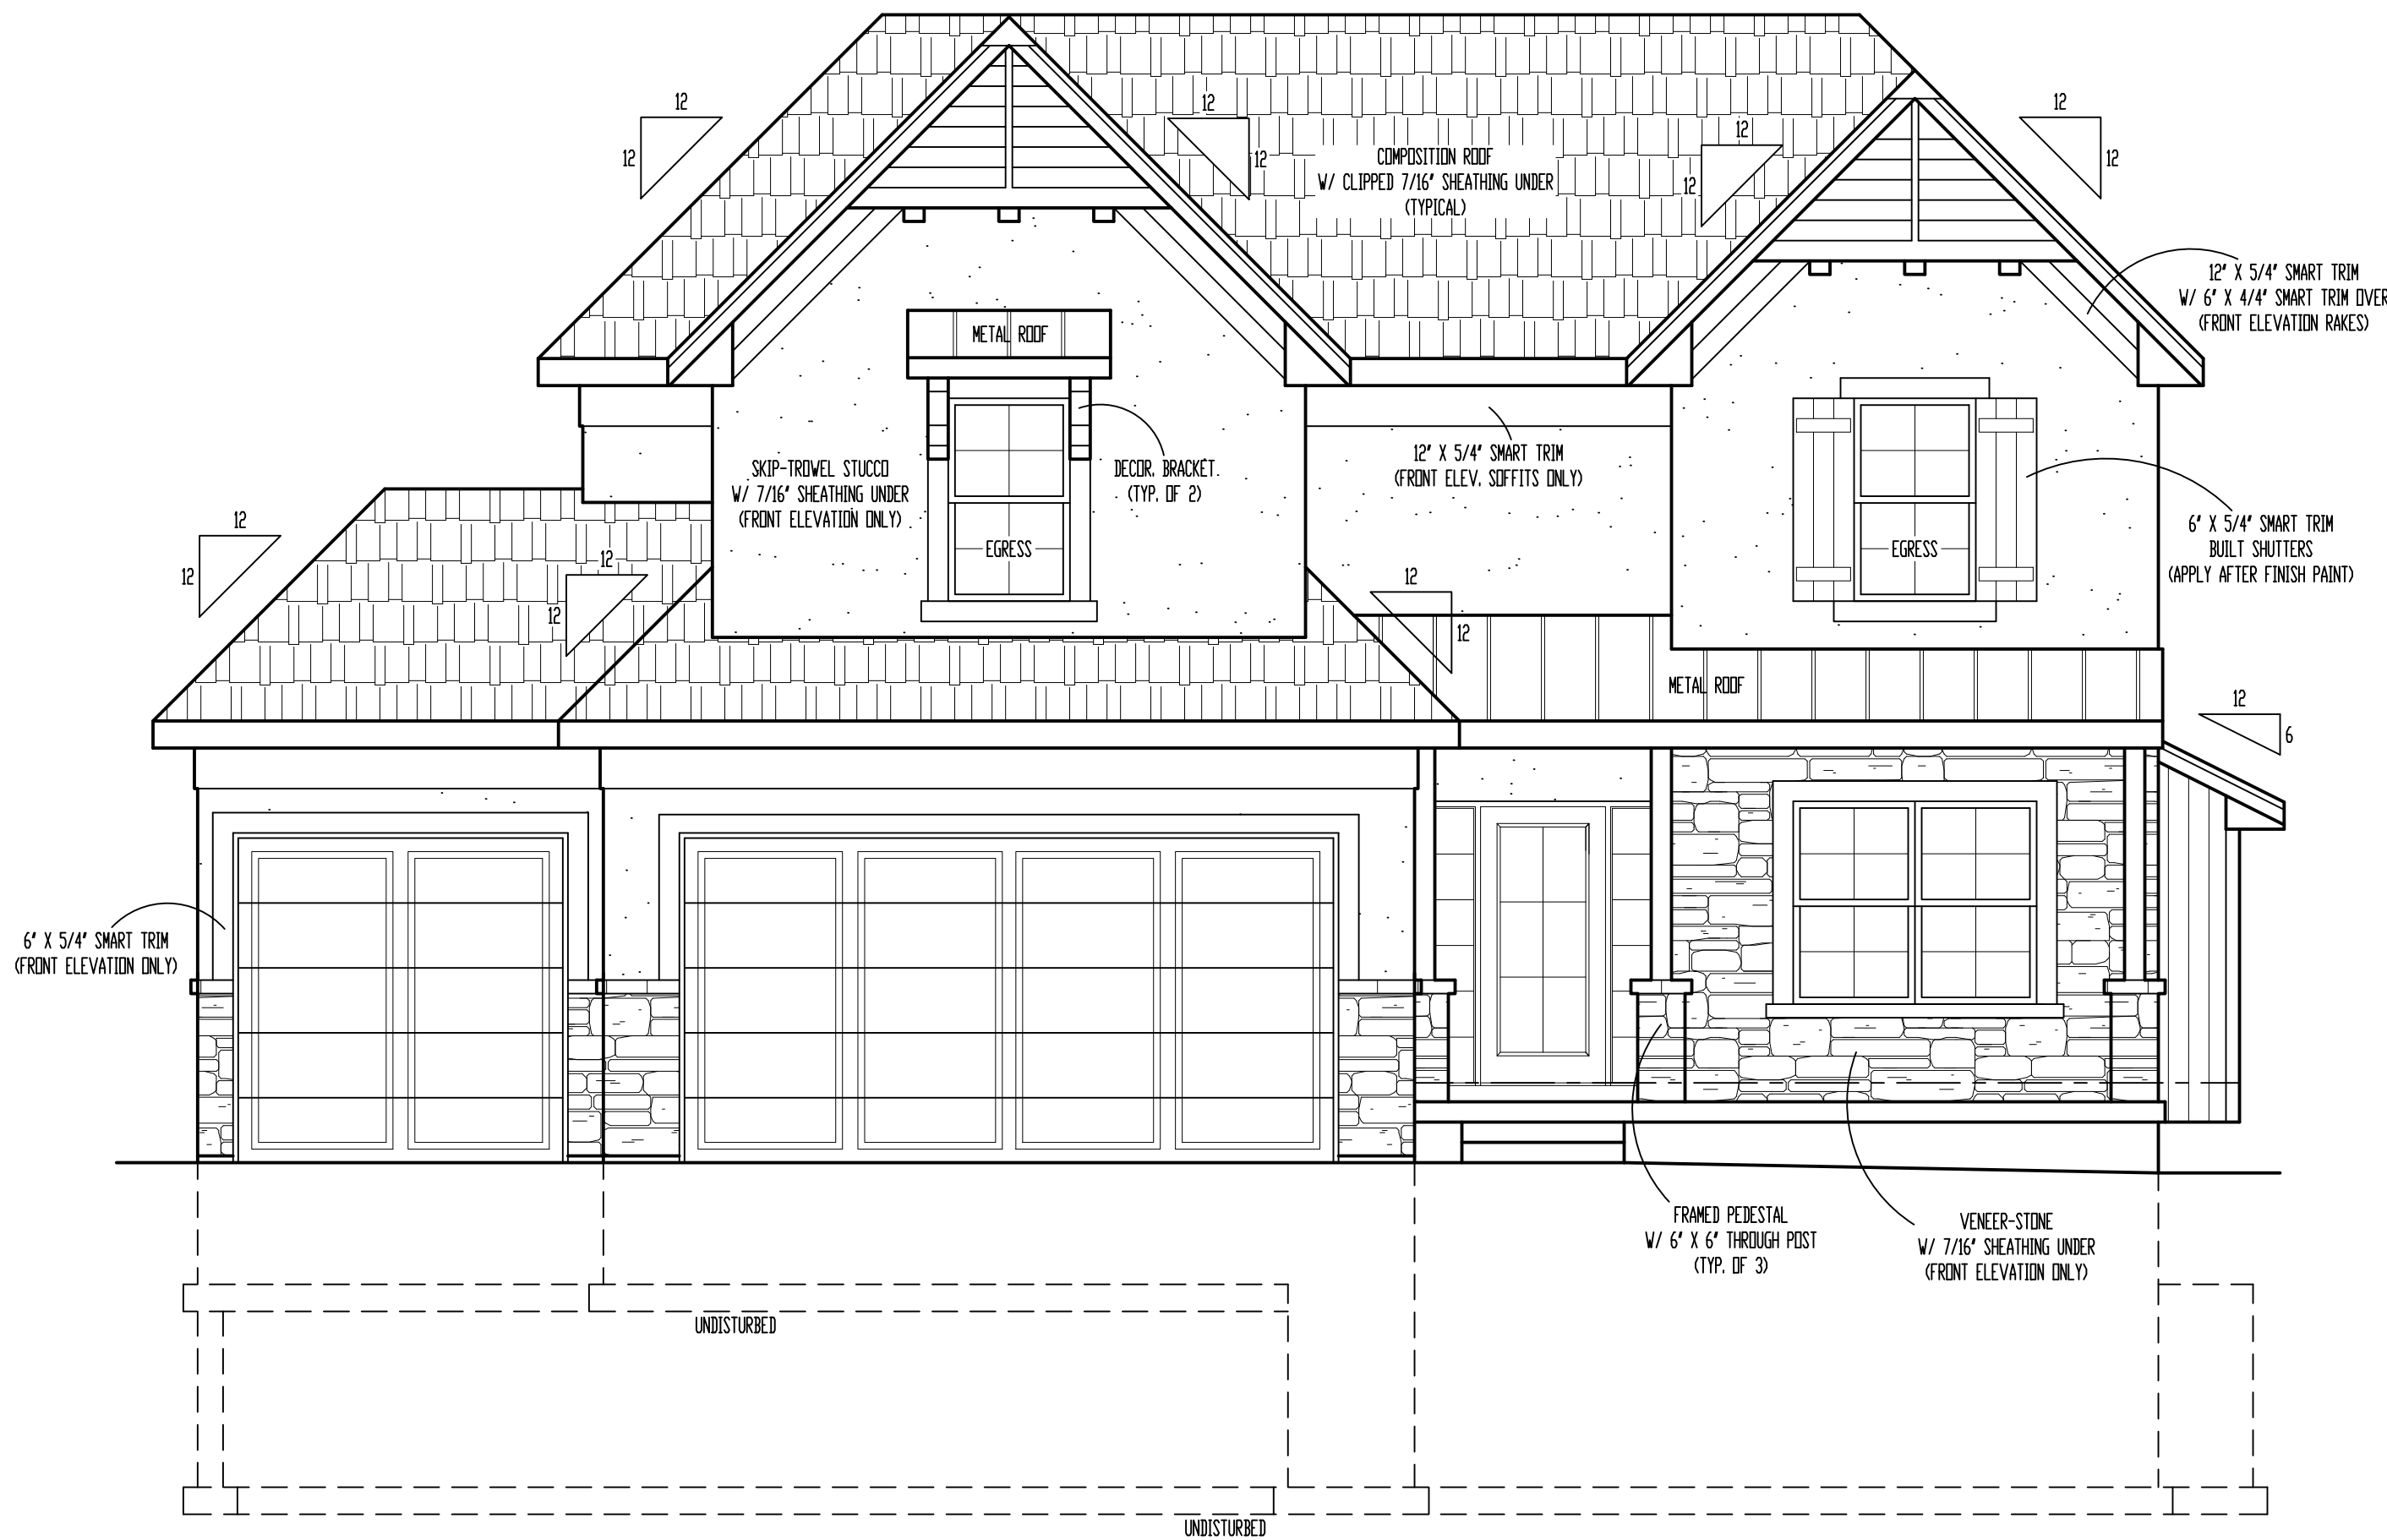 12
12
12
12
12
12
12
12
COMPOSITION ROOF
W/ CLIPPED 7/16" SHEATHING UNDER
(TYPICAL)
12" X 5/4" SMART TRIM
W/ 6" X 4/4" SMART TRIM OVER
(FRONT ELEVATION RAKES)
METAL ROOF
SKIP-TROWEL STUCCO
W/ 7/16" SHEATHING UNDER
(FRONT ELEVATION ONLY)
DECOR. BRACKET
(TYP. OF 2)
12" X 5/4" SMART TRIM
(FRONT ELEV. SOFFITS ONLY)
EGRESS
EGRESS
6" X 5/4" SMART TRIM
BUILT SHUTTERS
(APPLY AFTER FINISH PAINT)
12
12
12
12
12
12
METAL ROOF
12
6
6" X 5/4" SMART TRIM
(FRONT ELEVATION ONLY)
FRAMED PEDESTAL
W/ 6" X 6" THROUGH POST
(TYP. OF 3)
VENEER-STONE
W/ 7/16" SHEATHING UNDER
(FRONT ELEVATION ONLY)
UNDISTURBED
UNDISTURBED